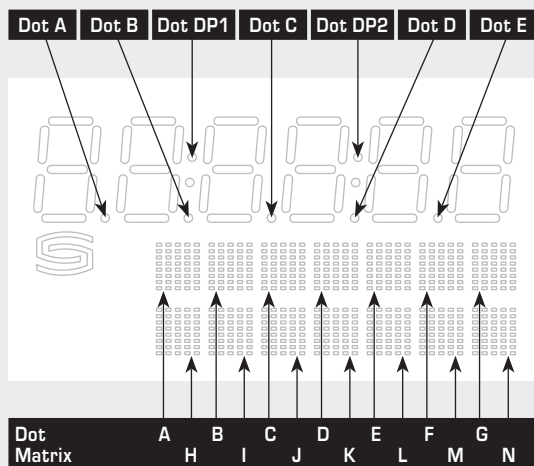 Dot A Dot B Dot DP1 Dot C Dot DP2 Dot D Dot E
Dot A B C D E F G
Matrix H I J K L M N